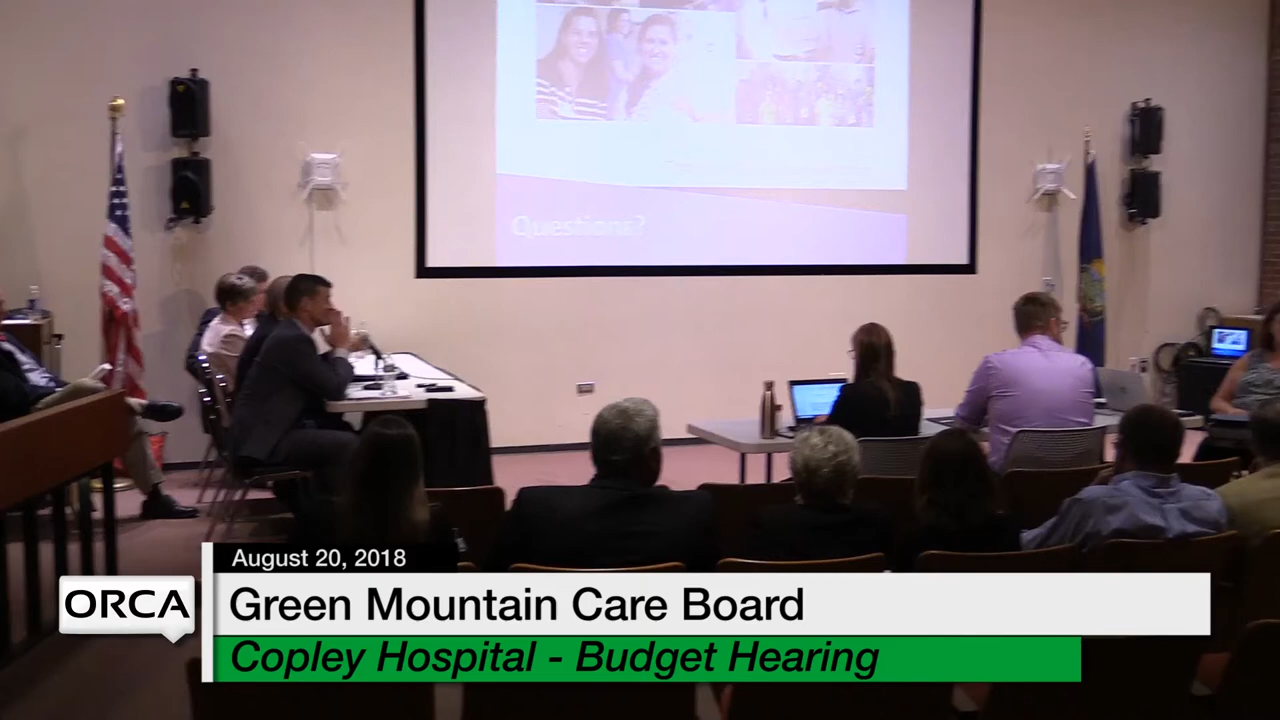 Questions?
August 20, 2018
ORCA
Green Mountain Care Board
Copley Hospital - Budget Hearing